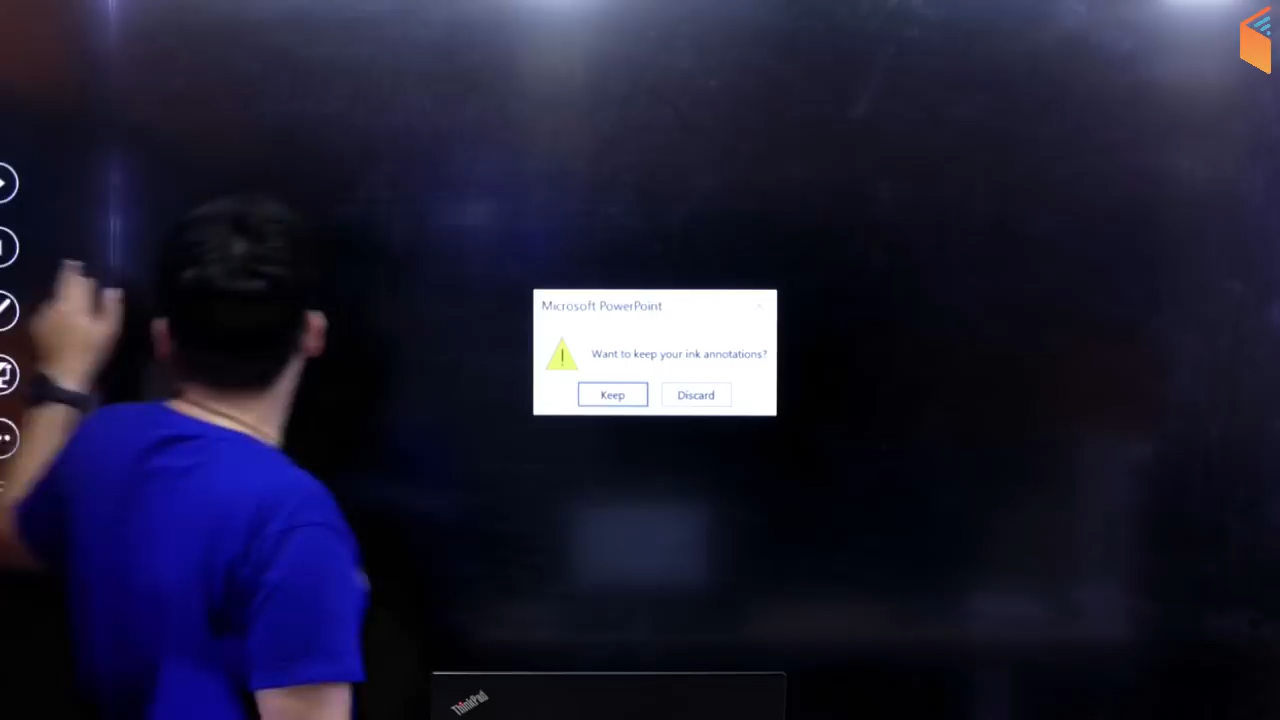 Microsoft PowerPoint
Want to keep your ink annotations?
Keep
Discard
ThinkPad